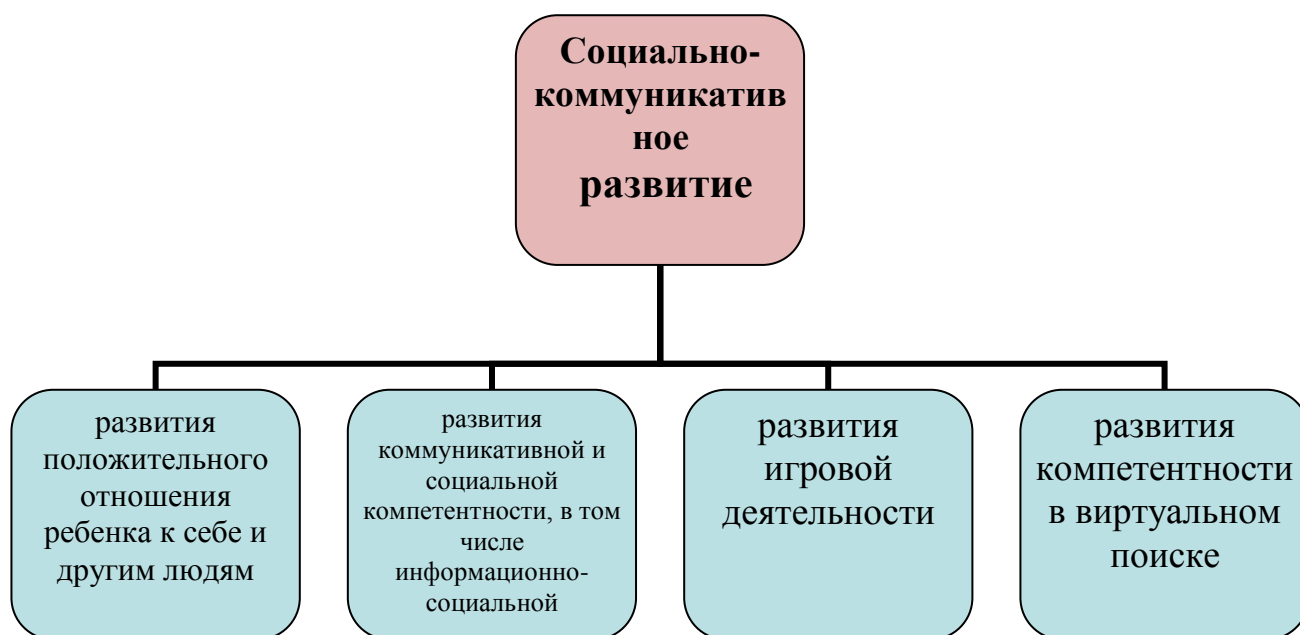 Социально-
коммуникатив
ное
развитие
развития
положительного
отношения
ребенка к себе и
другим людям
развития
коммуникативной и
социальной
компетентности, в том
числе
информационно-
социальной
развития
игровой
деятельности
развития
компетентности
в виртуальном
поиске